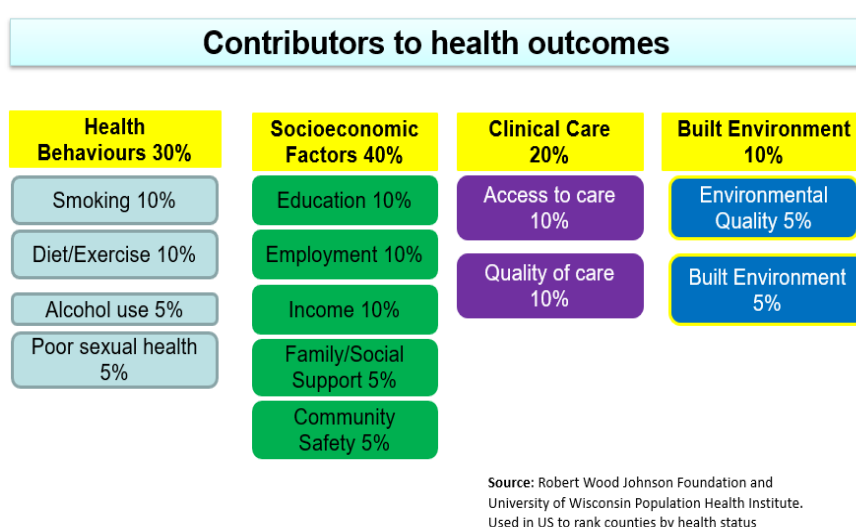 Contributors to health outcomes
Health
Behaviours 30%
Smoking 10%
Diet/Exercise 10%
Alcohol use 5%
Poor sexual health
5%
Socioeconomic
Factors 40%
Education 10%
Employment 10%
Income 10%
Family/Social
Support 5%
Community
Safety 5%
Clinical Care
20%
Access to care
10%
Quality of care
10%
Built Environment
10%
Environmental
Quality 5%
Built Environment
5%
Source: Robert Wood Johnson Foundation and
University of Wisconsin Population Health Institute.
Used in US to rank counties by health status